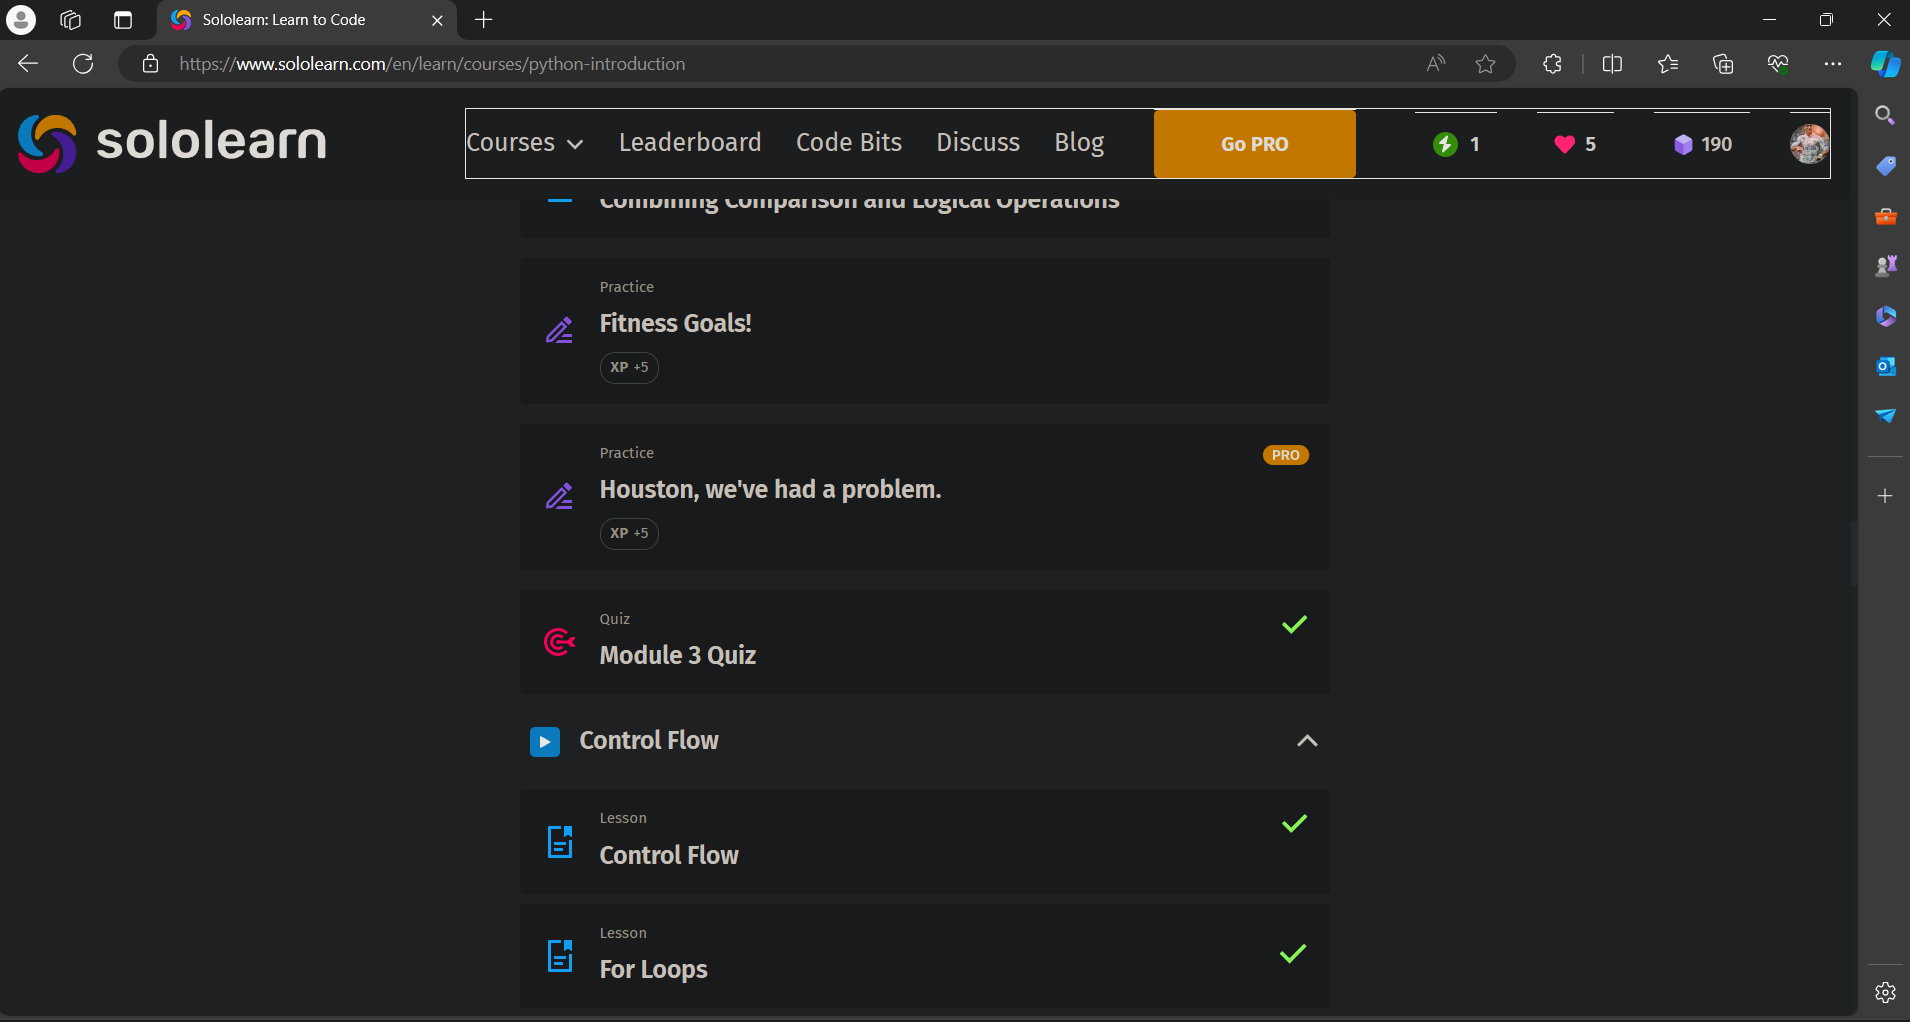 Sololearn: Learn to Code
https://www.sololearn.com/en/learn/courses/python-introduction
sololearn
Courses Leaderboard Code Bits Discuss Blog Go PRO 1 5 190
Combining Comparison and Logical Operations
Practice
Fitness Goals!
XP +5
Practice
PRO
Houston, we've had a problem.
XP +5
Quiz
Module 3 Quiz
Control Flow
Lesson
Control Flow
Lesson
For Loops